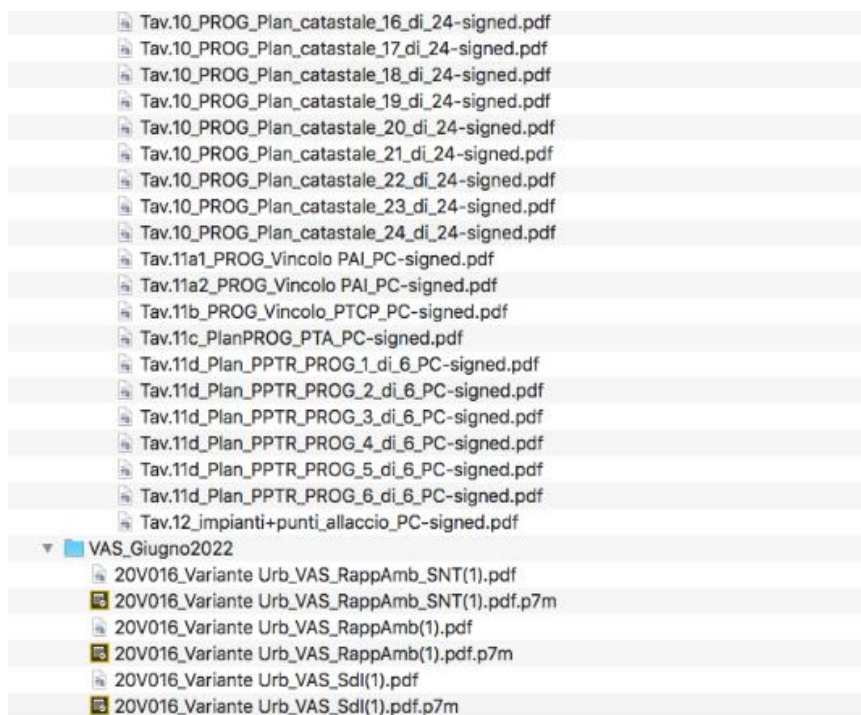 Tav.10_PROG_Plan_catastale_16_di_24-signed.pdf
Tav.10_PROG_Plan_catastale_17_di_24-signed.pdf
Tav.10_PROG_Plan_catastale_18_di_24-signed.pdf
Tav.10_PROG_Plan_catastale_19_di_24-signed.pdf
Tav.10_PROG_Plan_catastale_20_di_24-signed.pdf
Tav.10_PROG_Plan_catastale_21_di_24-signed.pdf
Tav.10_PROG_Plan_catastale_22_di_24-signed.pdf
Tav.10_PROG_Plan_catastale_23_di_24-signed.pdf
Tav.10_PROG_Plan_catastale_24_di_24-signed.pdf
Tav.11a1_PROG_Vincolo PAI_PC-signed.pdf
Tav.11a2_PROG_Vincolo PAI_PC-signed.pdf
Tav.11b_PROG_Vincolo_PTCP_PC-signed.pdf
Tav.11c_PlanPROG_PTA_PC-signed.pdf
Tav.11d_Plan_PPTR_PROG_1_di_6_PC-signed.pdf
Tav.11d_Plan_PPTR_PROG_2_di_6_PC-signed.pdf
Tav.11d_Plan_PPTR_PROG_3_di_6_PC-signed.pdf
Tav.11d_Plan_PPTR_PROG_4_di_6_PC-signed.pdf
Tav.11d_Plan_PPTR_PROG_5_di_6_PC-signed.pdf
Tav.11d_Plan_PPTR_PROG_6_di_6_PC-signed.pdf
Tav.12_impianti+punti_allaccio_PC-signed.pdf
VAS_Giugno2022
20V016_Variante Urb_VAS_RappAmb_SNT(1).pdf
20V016_Variante Urb_VAS_RappAmb_SNT(1).pdf.p7m
20V016_Variante Urb_VAS_RappAmb(1).pdf
20V016_Variante Urb_VAS_RappAmb(1).pdf.p7m
20V016_Variante Urb_VAS_SdI(1).pdf
20V016_Variante Urb_VAS_SdI(1).pdf.p7m